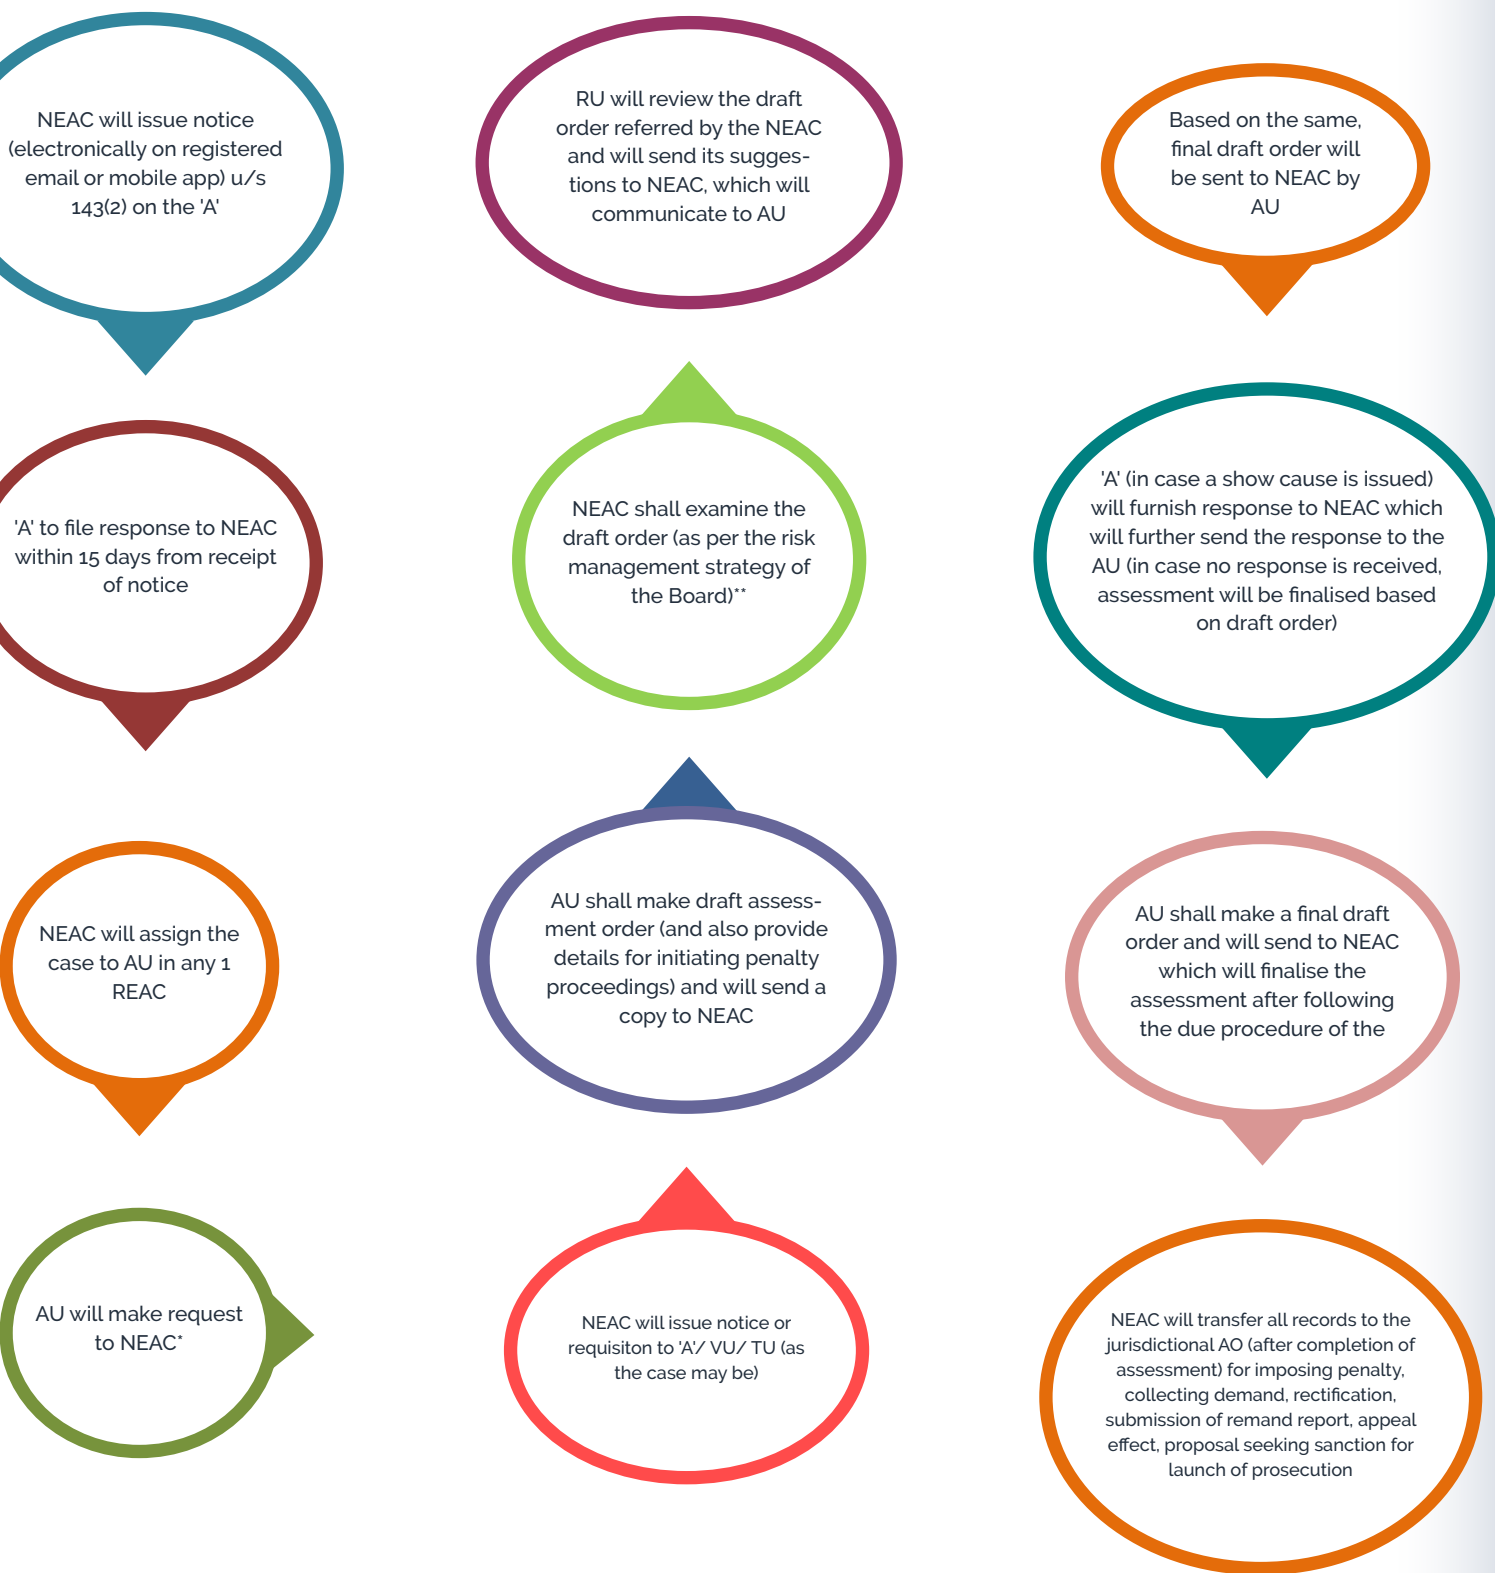 NEAC will issue notice
(electronically on registered
email or mobile app) u/s
143(2) on the 'A'
'A' to file response to NEAC
within 15 days from receipt
of notice
NEAC will assign the
case to AU in any 1
REAC
AU will make request
to NEAC*
NEAC will issue notice or
requisiton to 'A'/ VU/ TU (as
the case may be)
AU shall make draft assess-
ment order (and also provide
details for initiating penalty
proceedings) and will send a
copy to NEAC
NEAC shall examine the
draft order (as per the risk
management strategy of
the Board)**
RU will review the draft
order referred by the NEAC
and will send its sugges-
tions to NEAC, which will
communicate to AU
Based on the same,
final draft order will
be sent to NEAC by
AU
'A' (in case a show cause is issued)
will furnish response to NEAC which
will further send the response to the
AU (in case no response is received,
assessment will be finalised based
on draft order)
AU shall make a final draft
order and will send to NEAC
which will finalise the
assessment after following
the due procedure of the
NEAC will transfer all records to the
jurisdictional AO (after completion of
assessment) for imposing penalty,
collecting demand, rectification,
submission of remand report, appeal
effect, proposal seeking sanction for
launch of prosecution